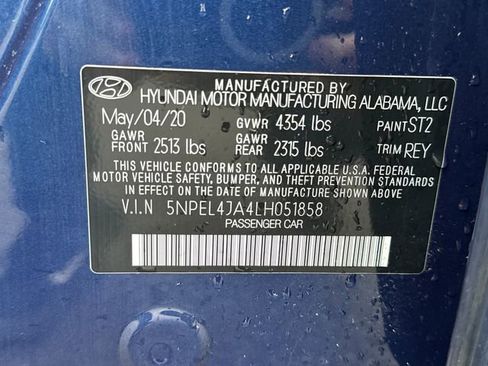 MANUFACTURED BY
HYUNDAI MOTOR MANUFACTURING ALABAMA, LLC
May/04/20 GVWR 4354 lbs PAINT ST2
GAWR FRONT 2513 lbs GAWR REAR 2315 lbs TRIM REY
THIS VEHICLE CONFORMS TO ALL APPLICABLE U.S.A. FEDERAL
MOTOR VEHICLE SAFETY, BUMPER, AND THEFT PREVENTION STANDARDS
IN EFFECT ON THE DATE OF MANUFACTURE SHOWN ABOVE.
V.I.N 5NPEL4JA4LH051858
PASSENGER CAR